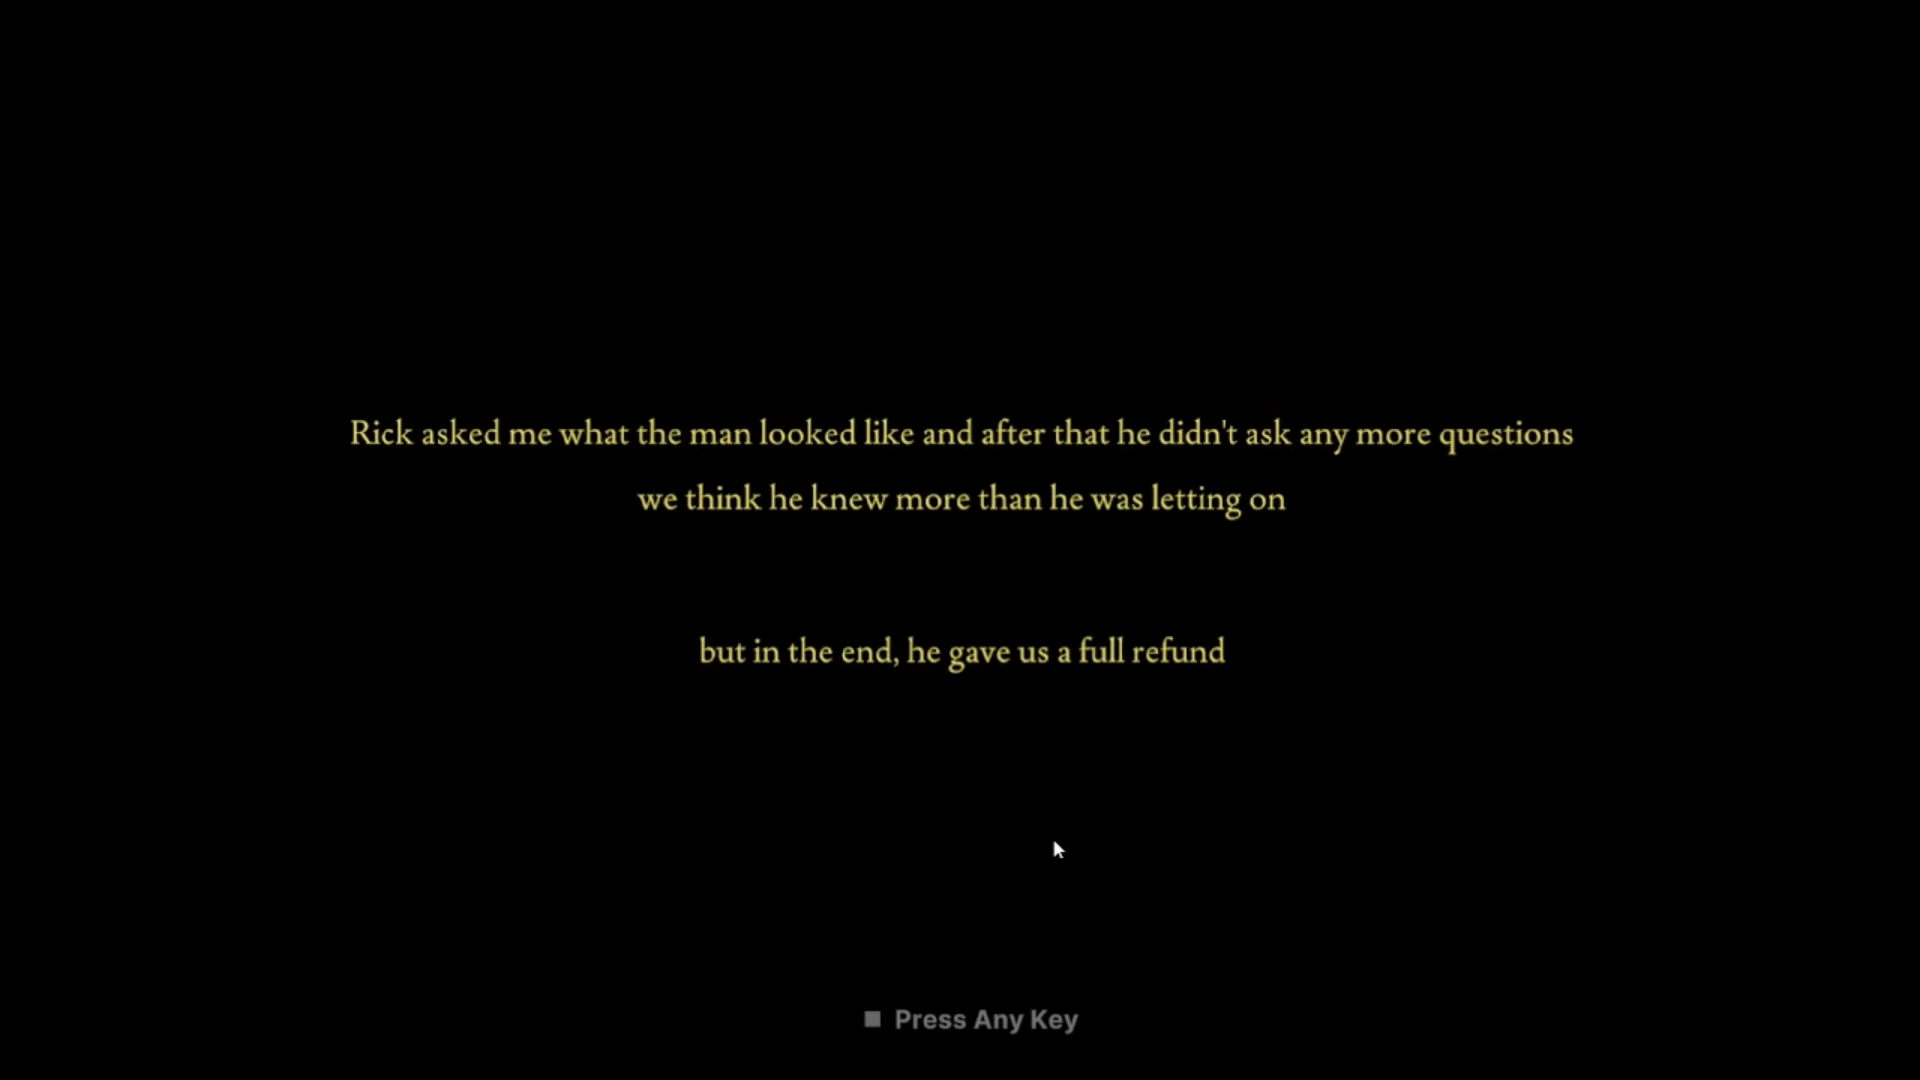 Rick asked me what the man looked like and after that he didn't ask any more questions
we think he knew more than he was letting on
but in the end, he gave us a full refund
Press Any Key